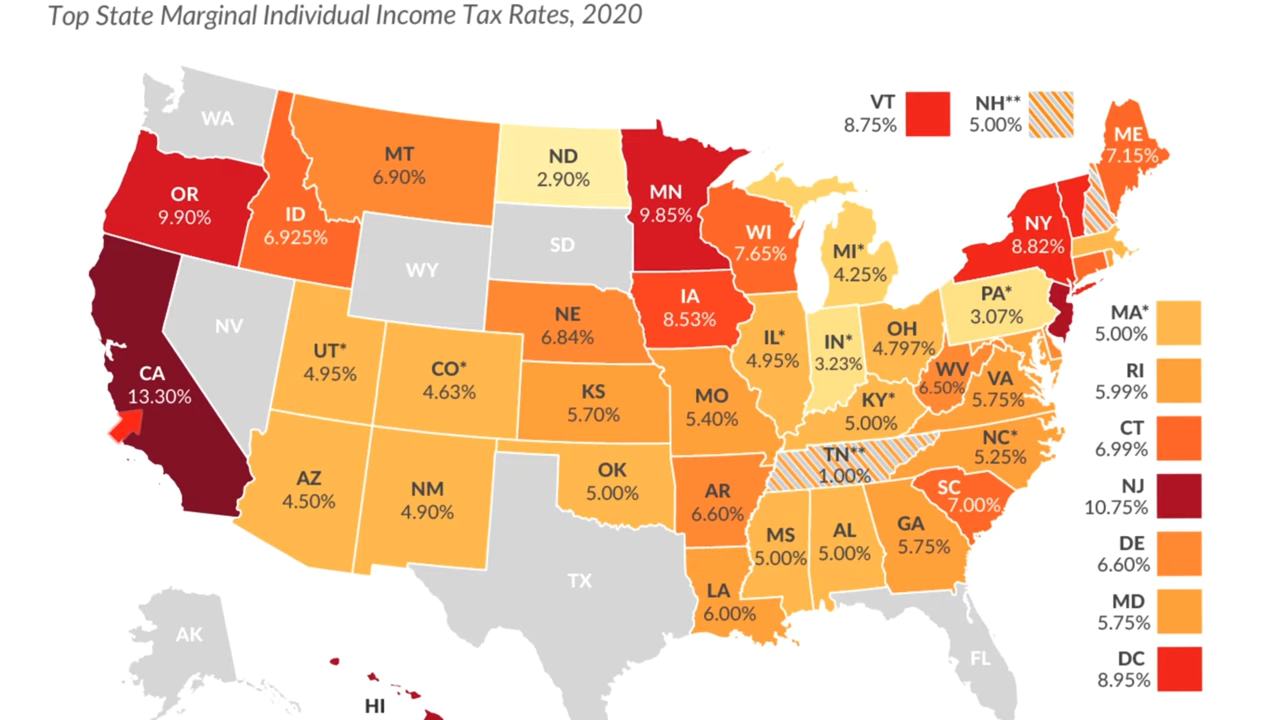 Top State Marginal Individual Income Tax Rates, 2020
WA
VT
8.75%
NH**
5.00%
ME
7.15%
MT
6.90%
ND
2.90%
OR
9.90%
ID
6.925%
MN
9.85%
WI
7.65%
NY
8.82%
SD
WY
MI*
4.25%
NV
NE
6.84%
IA
8.53%
PA*
3.07%
MA*
5.00%
UT*
4.95%
CO*
4.63%
IL*
4.95%
IN*
3.23%
OH
4.797%
CA
13.30%
KS
5.70%
MO
5.40%
WV
6.50%
VA
5.75%
RI
5.99%
KY*
5.00%
CT
6.99%
NC*
5.25%
TN**
1.00%
AZ
4.50%
NM
4.90%
OK
5.00%
AR
6.60%
SC
7.00%
NJ
10.75%
MS
5.00%
AL
5.00%
GA
5.75%
DE
6.60%
TX
LA
6.00%
MD
5.75%
AK
FL
DC
8.95%
HI